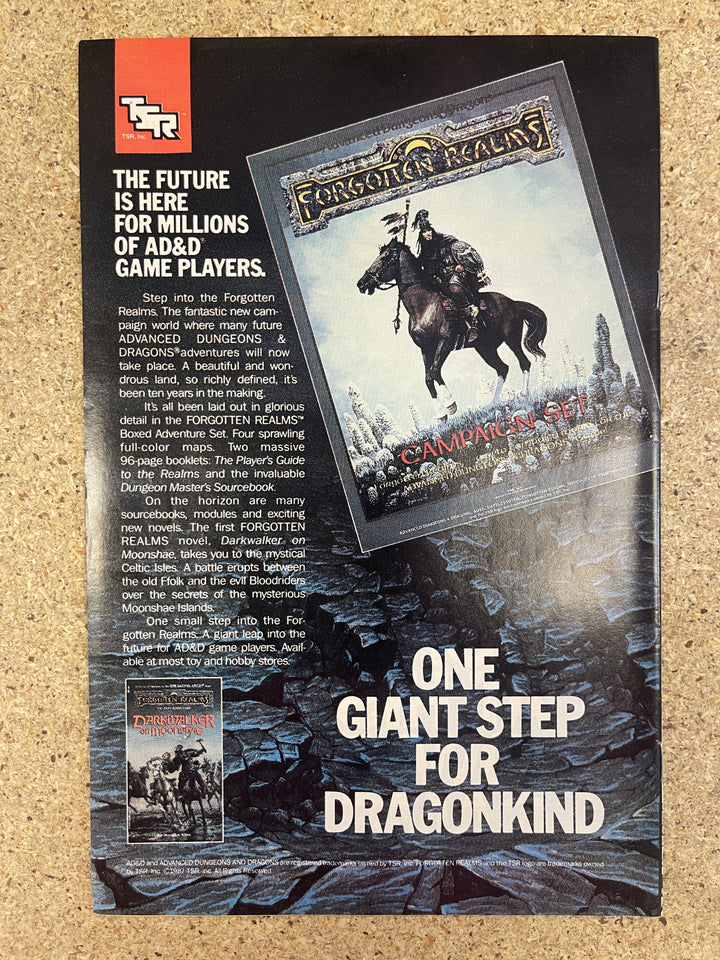 TSR
TM
TSR, Inc.
THE FUTURE
IS HERE
FOR MILLIONS
OF AD&D®
GAME PLAYERS.
Step into the Forgotten
Realms. The fantastic new cam-
paign world where many future
ADVANCED DUNGEONS &
DRAGONS® adventures will now
take place. A beautiful and won-
drous land, so richly defined, it's
been ten years in the making.
It's all been laid out in glorious
detail in the FORGOTTEN REALMS™
Boxed Adventure Set. Four sprawling
full-color maps. Two massive
96-page booklets: The Player's Guide
to the Realms and the invaluable
Dungeon Master's Sourcebook.
On the horizon are many
sourcebooks, modules and exciting
new novels. The first FORGOTTEN
REALMS novel, Darkwalker on
Moonshae, takes you to the mystical
Celtic Isles. A battle erupts between
the old Ffolk and the evil Bloodriders
over the secrets of the mysterious
Moonshae Islands.
One small step into the For-
gotten Realms. A giant leap into the
future for AD&D game players. Avail-
able at most toy and hobby stores.
Advanced Dungeons & Dragons
FORGOTTEN REALMS
CAMPAIGN SET
FORGOTTEN REALMS
DARKWALKER
on MOONSHAE
ONE
GIANT STEP
FOR
DRAGONKIND
AD&D and ADVANCED DUNGEONS AND DRAGONS are registered trademarks owned by TSR, Inc. FORGOTTEN REALMS and the TSR logo are trademarks owned
by TSR, Inc. ©1987 TSR, Inc. All Rights Reserved.